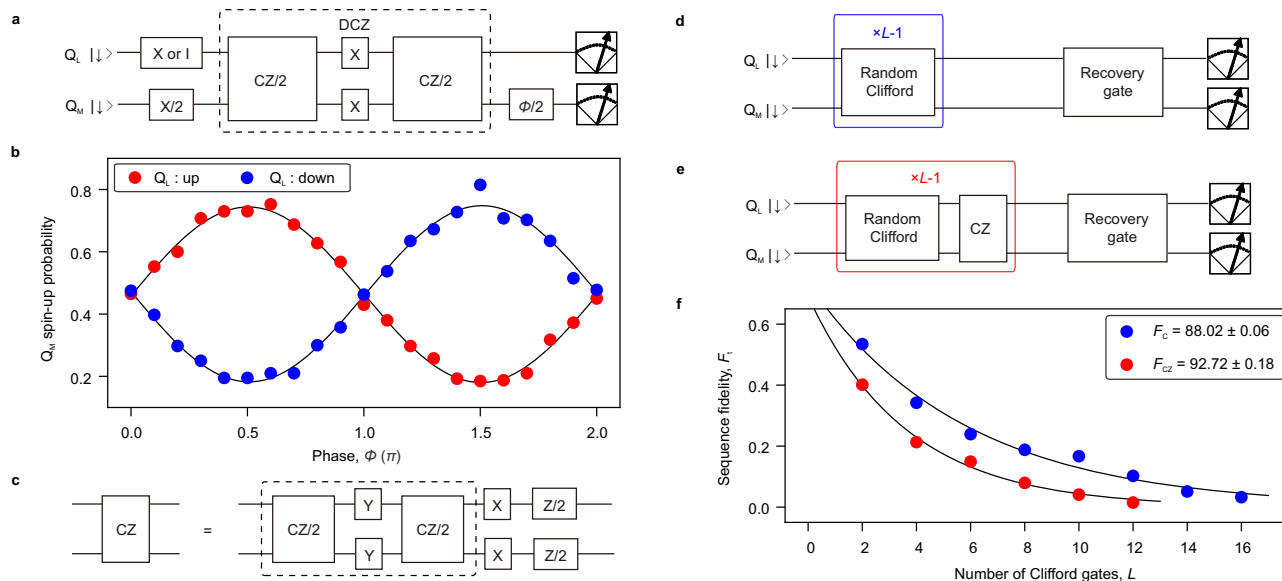 a
DCZ
Q_L |↓>
X or I
CZ/2
X
CZ/2
Q_M |↓>
X/2
X
Φ/2
b
Q_L : up
Q_L : down
0.8
0.6
0.4
0.2
Q_M spin-up probability
0.0 0.5 1.0 1.5 2.0
Phase, Φ (π)
c
CZ
=
CZ/2
Y
CZ/2
X
Z/2
Y
X
Z/2
d
×L-1
Q_L |↓>
Q_M |↓>
Random
Clifford
Recovery
gate
e
×L-1
Q_L |↓>
Q_M |↓>
Random
Clifford
CZ
Recovery
gate
f
F_C = 88.02 ± 0.06
F_CZ = 92.72 ± 0.18
0.6
0.4
0.2
0.0
Sequence fidelity, F_t
0 2 4 6 8 10 12 14 16
Number of Clifford gates, L